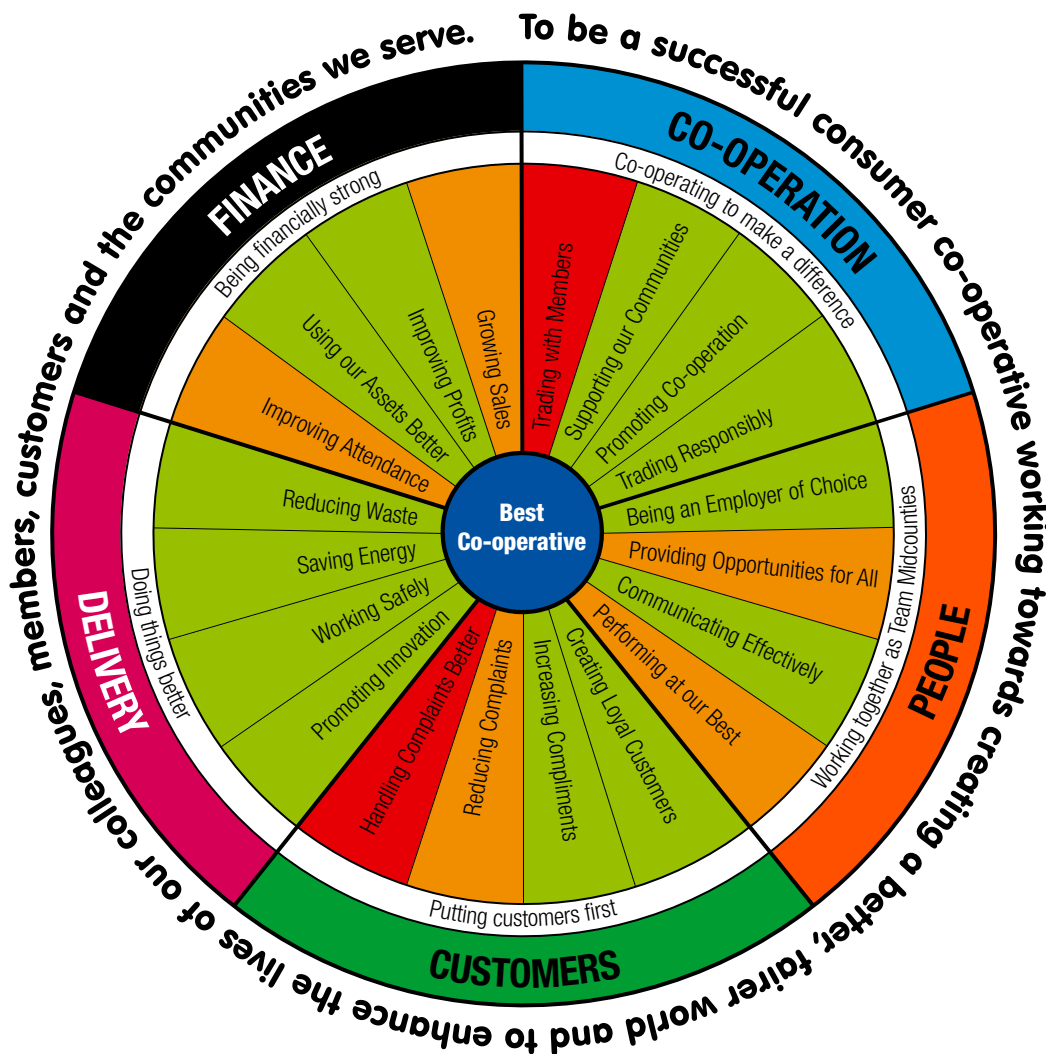 To be a successful consumer co-operative working towards creating a better, fairer world and to enhance the lives of our colleagues, members, customers and the communities we serve.
CO-OPERATION
Co-operating to make a difference
Trading with Members
Supporting our Communities
Promoting Co-operation
Trading Responsibly
PEOPLE
Working together as Team Midcounties
Being an Employer of Choice
Providing Opportunities for All
Communicating Effectively
Performing at our Best
CUSTOMERS
Putting customers first
Creating Loyal Customers
Increasing Compliments
Reducing Complaints
Handling Complaints Better
DELIVERY
Doing things better
Promoting Innovation
Working Safely
Saving Energy
Reducing Waste
FINANCE
Being financially strong
Improving Attendance
Using our Assets Better
Improving Profits
Growing Sales
Best
Co-operative